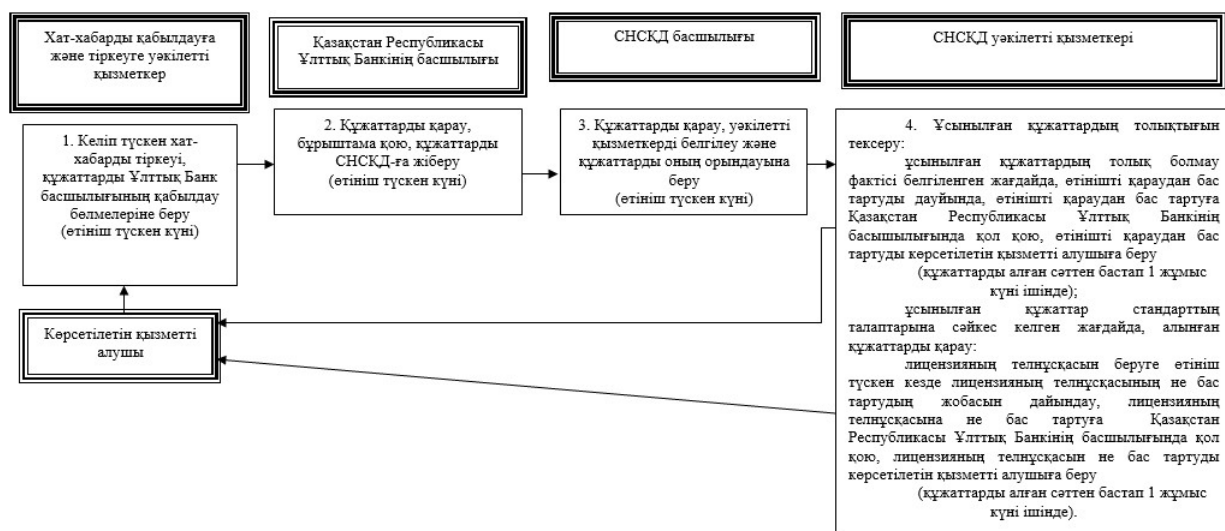 Хат-хабарды қабылдауға
және тіркеуге уәкілетті
қызметкер
Қазақстан Республикасы
Ұлттық Банкінің басшылығы
СНСҚД басшылығы
СНСҚД уәкілетті қызметкері
1. Келіп түскен хат-
хабарды тіркеуі,
құжаттарды Ұлттық Банк
басшылығының қабылдау
бөлмелеріне беру
(өтініш түскен күні)
2. Құжаттарды қарау,
бұрыштама қою, құжаттарды
СНСҚД-ға жіберу
(өтініш түскен күні)
3. Құжаттарды қарау, уәкілетті
қызметкерді белгілеу және
құжаттарды оның орындауына
беру
(өтініш түскен күні)
4. Ұсынылған құжаттардың толықтығын
тексеру:
ұсынылған құжаттардың толық болмау
фактісі белгіленген жағдайда, өтінішті қараудан бас
тартуды дауйында, өтінішті қараудан бас тартуға
Қазақстан Республикасы Ұлттық Банкінің
басышылығында қол қою, өтінішті қараудан бас
тартуды көрсетілетін қызметті алушыға беру
(құжаттарды алған сәттен бастап 1 жұмыс
күні ішінде);
ұсынылған құжаттар стандарттың
талаптарына сәйкес келген жағдайда, алынған
құжаттарды қарау:
лицензияның телнұсқасын беруге өтініш
түскен кезде лицензияның телнұсқасының не бас
тартудың жобасын дайындау, лицензияның
телнұсқасына не бас тартуға Қазақстан
Республикасы Ұлттық Банкінің басшылығында қол
қою, лицензияның телнұсқасын не бас тартуды
көрсетілетін қызметті алушыға беру
(құжаттарды алған сәттен бастап 1 жұмыс
күні ішінде).
Көрсетілетін қызметті
алушы